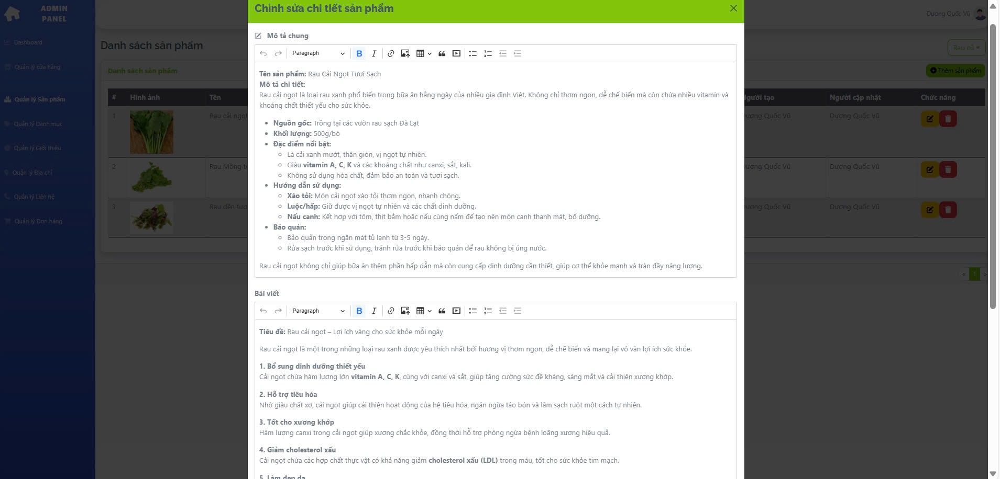 ADMIN
PANEL
Dashboard
Quản lý cửa hàng
Quản lý Sản phẩm
Quản lý Danh mục
Quản lý Giới thiệu
Quản lý Địa chỉ
Quản lý Liên hệ
Quản lý Đơn hàng
Dương Quốc Vũ
Danh sách sản phẩm
Rau củ
Danh sách sản phẩm
Thêm sản phẩm
# Hình ảnh Tên Người tạo Người cập nhật Chức năng
1 Rau cải ngọt Dương Quốc Vũ Dương Quốc Vũ
2 Rau Mồng Dương Quốc Vũ Dương Quốc Vũ
3 Rau dền Dương Quốc Vũ Dương Quốc Vũ
« 1 »
Chỉnh sửa chi tiết sản phẩm
Mô tả chung
Paragraph B I
Tên sản phẩm: Rau Cải Ngọt Tươi Sạch
Mô tả chi tiết:
Rau cải ngọt là loại rau xanh phổ biến trong bữa ăn hằng ngày của nhiều gia đình Việt. Không chỉ thơm ngon, dễ chế biến mà còn chứa nhiều vitamin và
khoáng chất thiết yếu cho sức khỏe.
Nguồn gốc: Trồng tại các vườn rau sạch Đà Lạt
Khối lượng: 500g/bó
Đặc điểm nổi bật:
Lá cải xanh mướt, thân giòn, vị ngọt tự nhiên.
Giàu vitamin A, C, K và các khoáng chất như canxi, sắt, kali.
Không sử dụng hóa chất, đảm bảo an toàn và tươi sạch.
Hướng dẫn sử dụng:
Xào tỏi: Món cải ngọt xào tỏi thơm ngon, nhanh chóng.
Luộc/hấp: Giữ được vị ngọt tự nhiên và các chất dinh dưỡng.
Nấu canh: Kết hợp với tôm, thịt bằm hoặc nấu cùng nấm để tạo nên món canh thanh mát, bổ dưỡng.
Bảo quản:
Bảo quản trong ngăn mát tủ lạnh từ 3-5 ngày.
Rửa sạch trước khi sử dụng, tránh rửa trước khi bảo quản để rau không bị úng nước.
Rau cải ngọt không chỉ giúp bữa ăn thêm phần hấp dẫn mà còn cung cấp dinh dưỡng cần thiết, giúp cơ thể khỏe mạnh và tràn đầy năng lượng.
Bài viết
Paragraph B I
Tiêu đề: Rau cải ngọt – Lợi ích vàng cho sức khỏe mỗi ngày
Rau cải ngọt là một trong những loại rau xanh được yêu thích nhất bởi hương vị thơm ngon, dễ chế biến và mang lại vô vàn lợi ích sức khỏe.
1. Bổ sung dinh dưỡng thiết yếu
Cải ngọt chứa hàm lượng lớn vitamin A, C, K, cùng với canxi và sắt, giúp tăng cường sức đề kháng, sáng mắt và cải thiện xương khớp.
2. Hỗ trợ tiêu hóa
Nhờ giàu chất xơ, cải ngọt giúp cải thiện hoạt động của hệ tiêu hóa, ngăn ngừa táo bón và làm sạch ruột một cách tự nhiên.
3. Tốt cho xương khớp
Hàm lượng canxi trong cải ngọt giúp xương chắc khỏe, đồng thời hỗ trợ phòng ngừa bệnh loãng xương hiệu quả.
4. Giảm cholesterol xấu
Cải ngọt chứa các hợp chất thực vật có khả năng giảm cholesterol xấu (LDL) trong máu, tốt cho sức khỏe tim mạch.
5. Làm đẹp da